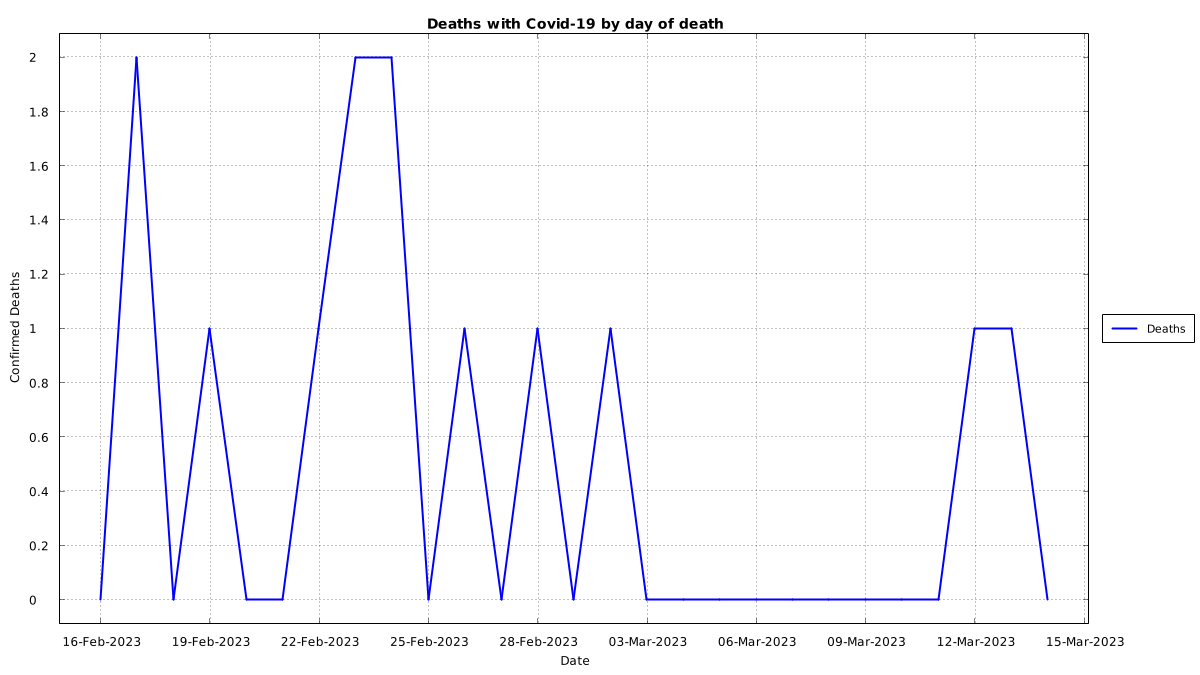 Deaths with Covid-19 by day of death
2
1.8
1.6
1.4
1.2
1
0.8
0.6
0.4
0.2
0
Confirmed Deaths
Deaths
16-Feb-2023 19-Feb-2023 22-Feb-2023 25-Feb-2023 28-Feb-2023 03-Mar-2023 06-Mar-2023 09-Mar-2023 12-Mar-2023 15-Mar-2023
Date